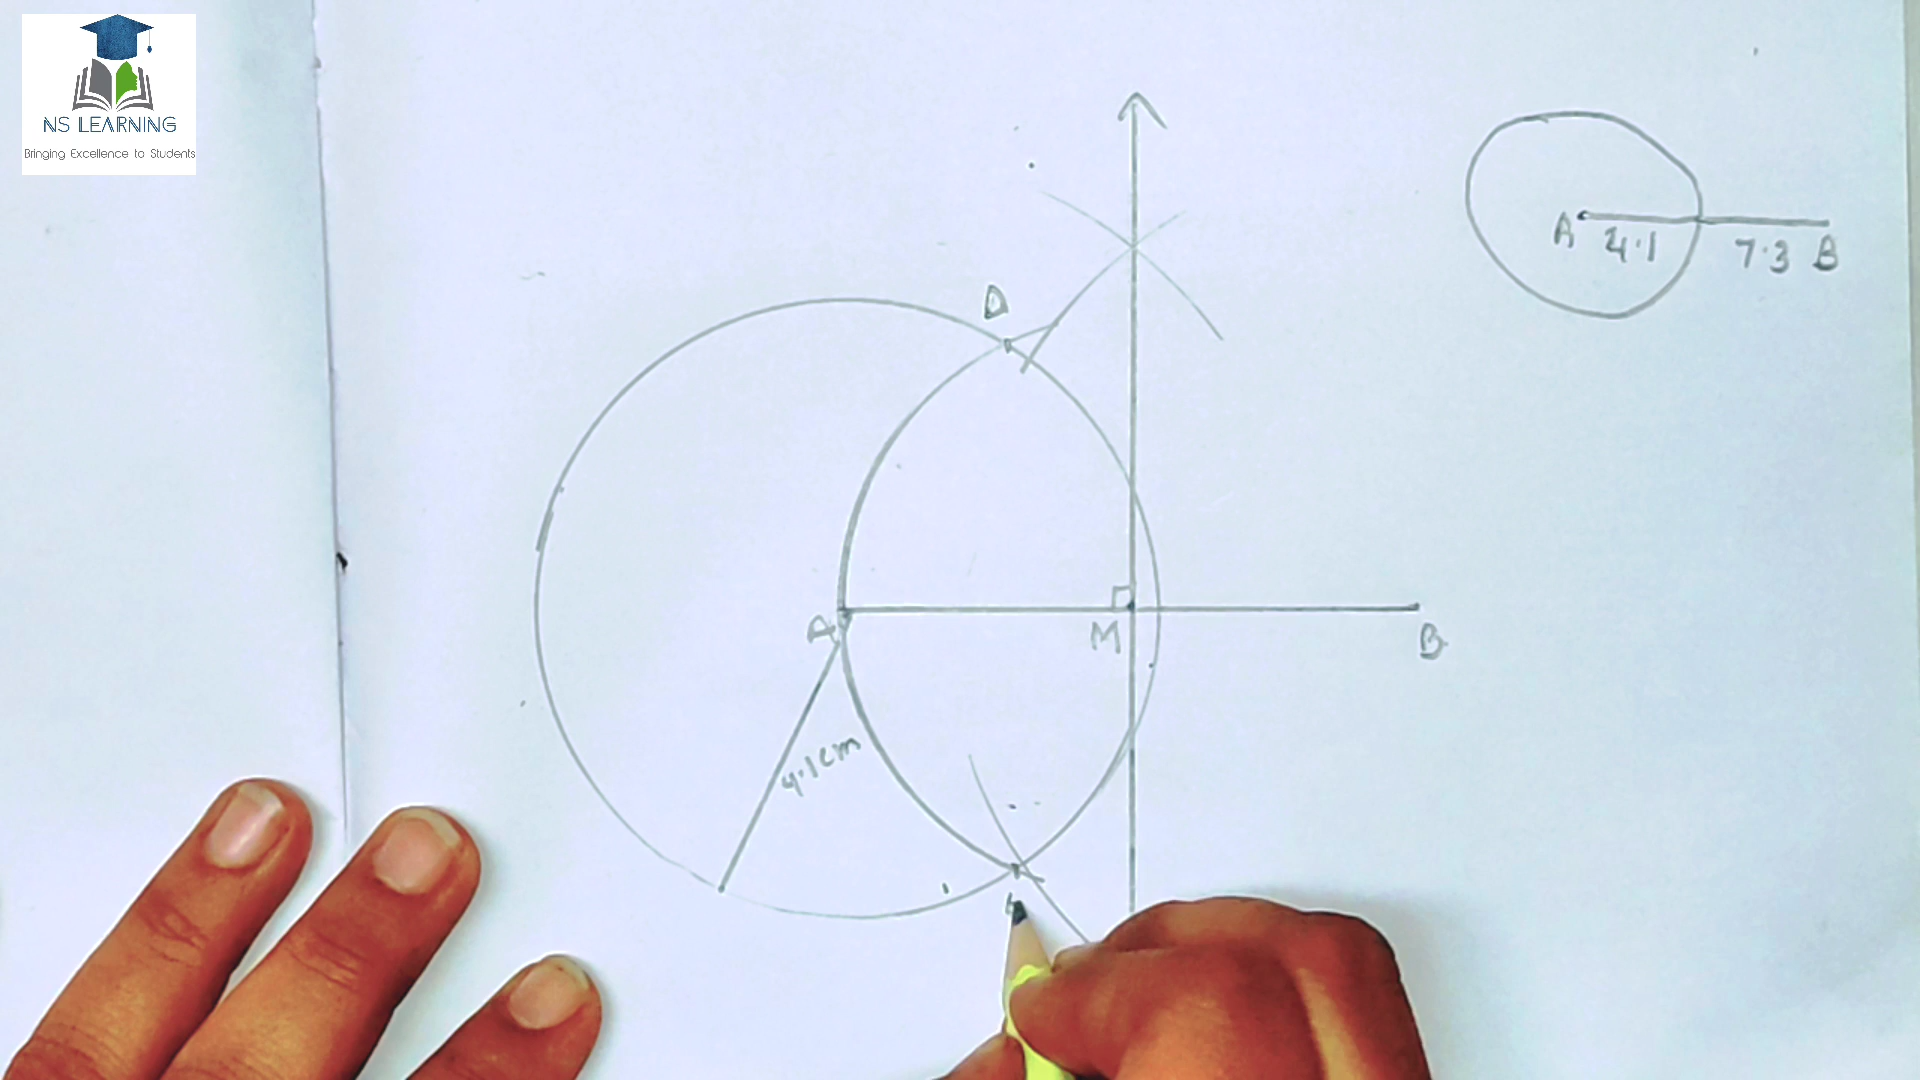 NS LEARNING
Bringing Excellence to Students
D
A 4.1 7.3 B
A
M
B
4.1cm